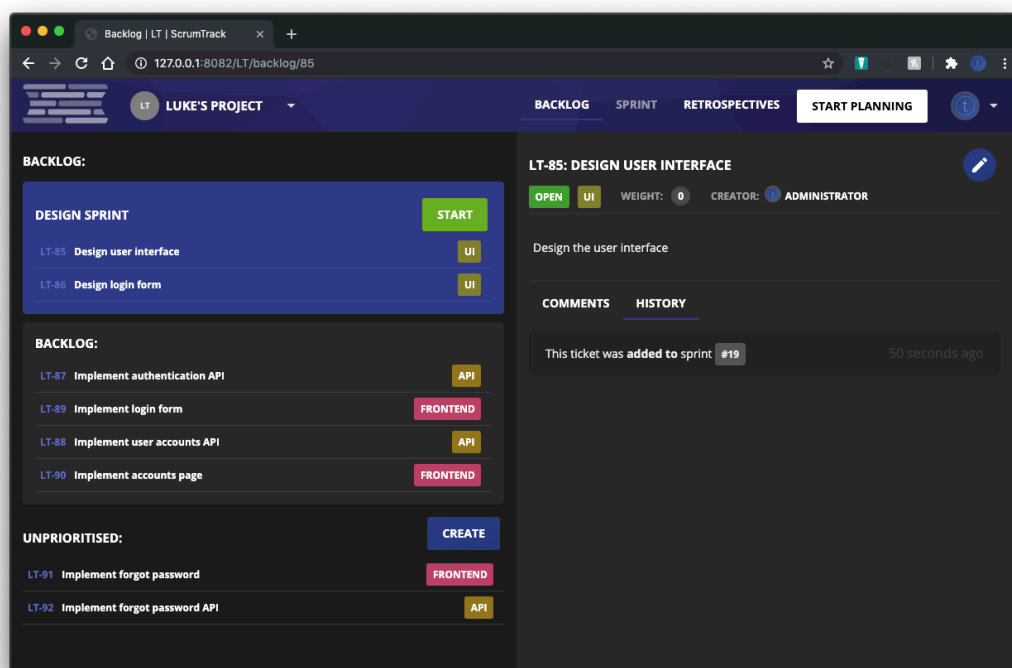 Backlog | LT | ScrumTrack
127.0.0.1:8082/LT/backlog/85
LT LUKE'S PROJECT
BACKLOG SPRINT RETROSPECTIVES START PLANNING
BACKLOG:
DESIGN SPRINT START
LT-85 Design user interface UI
LT-86 Design login form UI
BACKLOG:
LT-87 Implement authentication API API
LT-89 Implement login form FRONTEND
LT-88 Implement user accounts API API
LT-90 Implement accounts page FRONTEND
UNPRIORITISED: CREATE
LT-91 Implement forgot password FRONTEND
LT-92 Implement forgot password API API
LT-85: DESIGN USER INTERFACE
OPEN UI WEIGHT: 0 CREATOR: ADMINISTRATOR
Design the user interface
COMMENTS HISTORY
This ticket was added to sprint #19 50 seconds ago